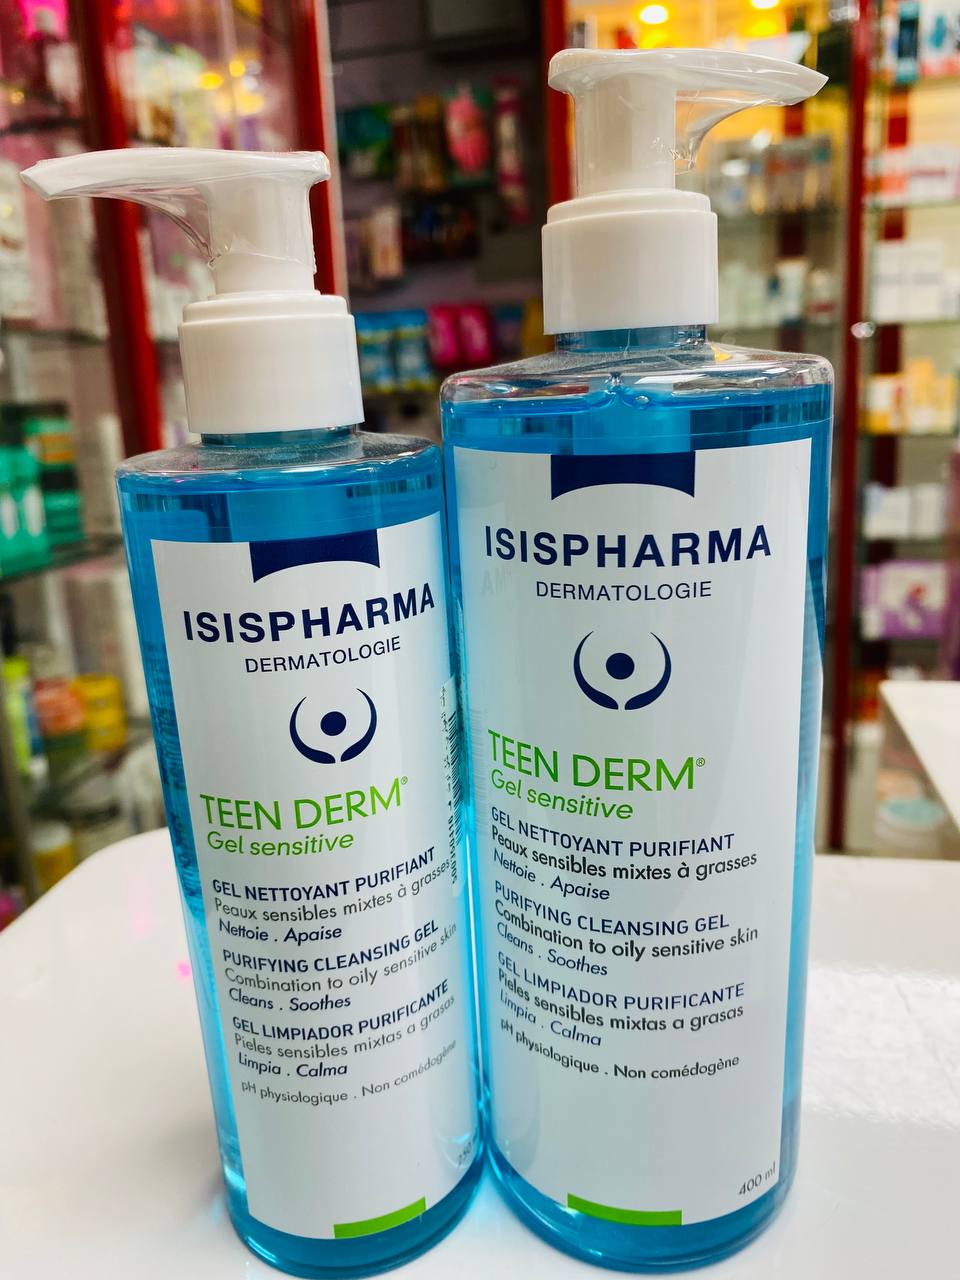 ISISPHARMA
DERMATOLOGIE
TEEN DERM®
Gel sensitive
GEL NETTOYANT PURIFIANT
Peaux sensibles mixtes à grasses
Nettoie . Apaise
PURIFYING CLEANSING GEL
Combination to oily sensitive skin
Cleans . Soothes
GEL LIMPIADOR PURIFICANTE
Pieles sensibles mixtas a grasas
Limpia . Calma
pH physiologique . Non comédogène
ISISPHARMA
DERMATOLOGIE
TEEN DERM®
Gel sensitive
GEL NETTOYANT PURIFIANT
Peaux sensibles mixtes à grasses
Nettoie . Apaise
PURIFYING CLEANSING GEL
Combination to oily sensitive skin
Cleans . Soothes
GEL LIMPIADOR PURIFICANTE
Pieles sensibles mixtas a grasas
Limpia . Calma
pH physiologique . Non comédogène
400 ml